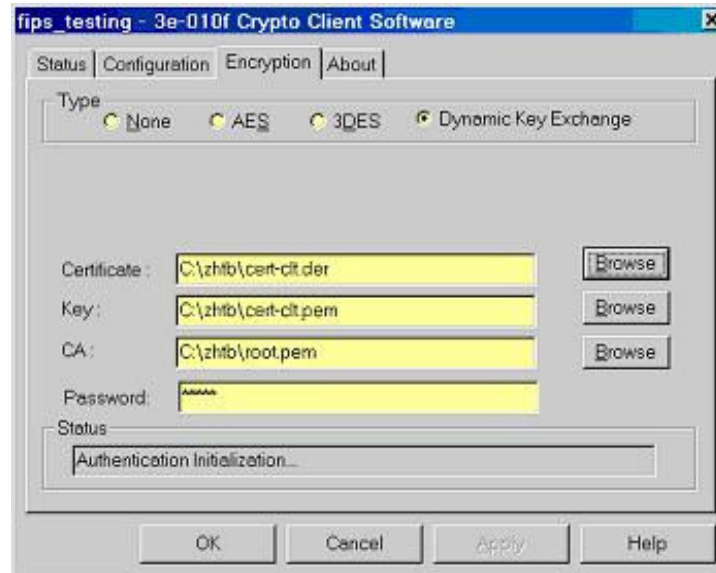 fips_testing - 3e-010f Crypto Client Software
Status Configuration Encryption About
Type
None AES 3DES Dynamic Key Exchange
Certificate : C:\zhtb\cert-clt.der Browse
Key : C:\zhtb\cert-clt.pem Browse
CA : C:\zhtb\root.pem Browse
Password: *****
Status
Authentication Initialization...
OK Cancel Apply Help